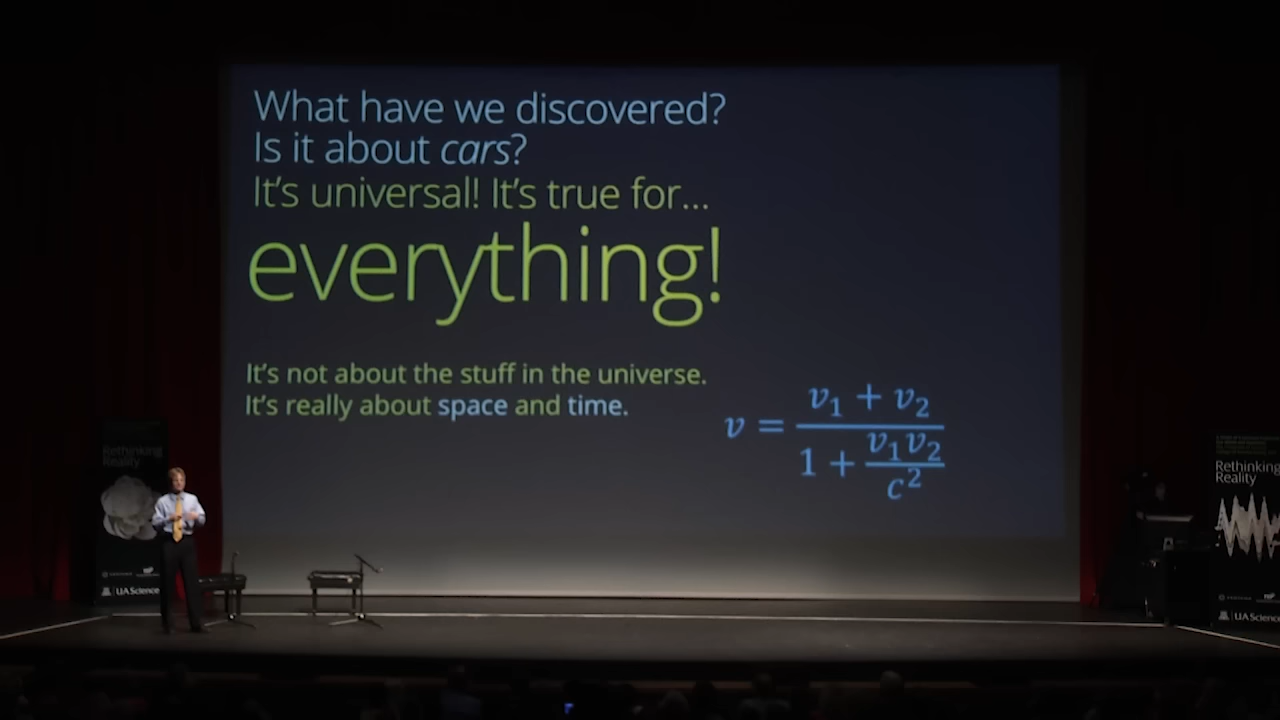 What have we discovered?
Is it about cars?
It's universal! It's true for...
everything!
It's not about the stuff in the universe.
It's really about space and time.
v = (v₁ + v₂) / (1 + v₁v₂ / c²)
Rethinking
Reality
UA Science
Rethinking
Reality
UA Science